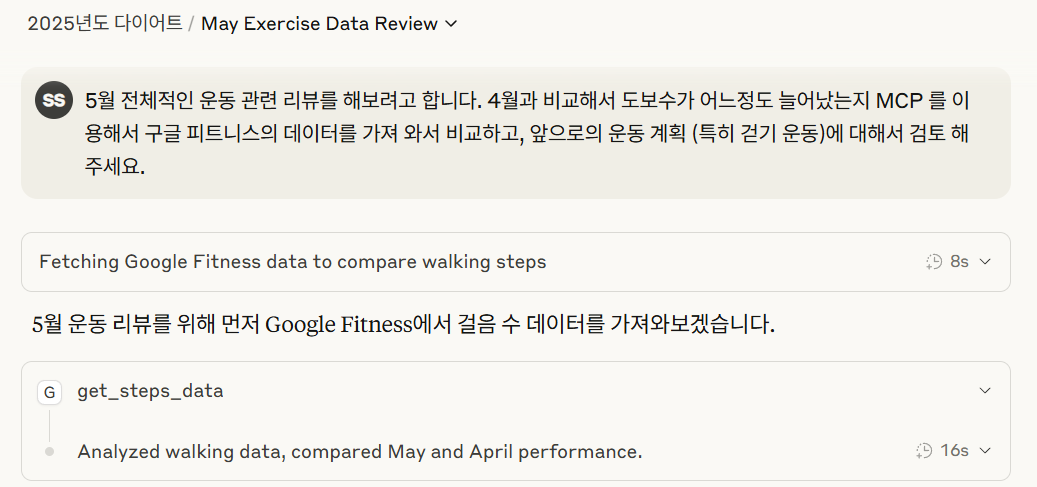 2025년도 다이어트 / May Exercise Data Review
SS
5월 전체적인 운동 관련 리뷰를 해보려고 합니다. 4월과 비교해서 도보수가 어느정도 늘어났는지 MCP 를 이
용해서 구글 피트니스의 데이터를 가져 와서 비교하고, 앞으로의 운동 계획 (특히 걷기 운동)에 대해서 검토 해
주세요.
Fetching Google Fitness data to compare walking steps 8s
5월 운동 리뷰를 위해 먼저 Google Fitness에서 걸음 수 데이터를 가져와보겠습니다.
G get_steps_data
Analyzed walking data, compared May and April performance. 16s